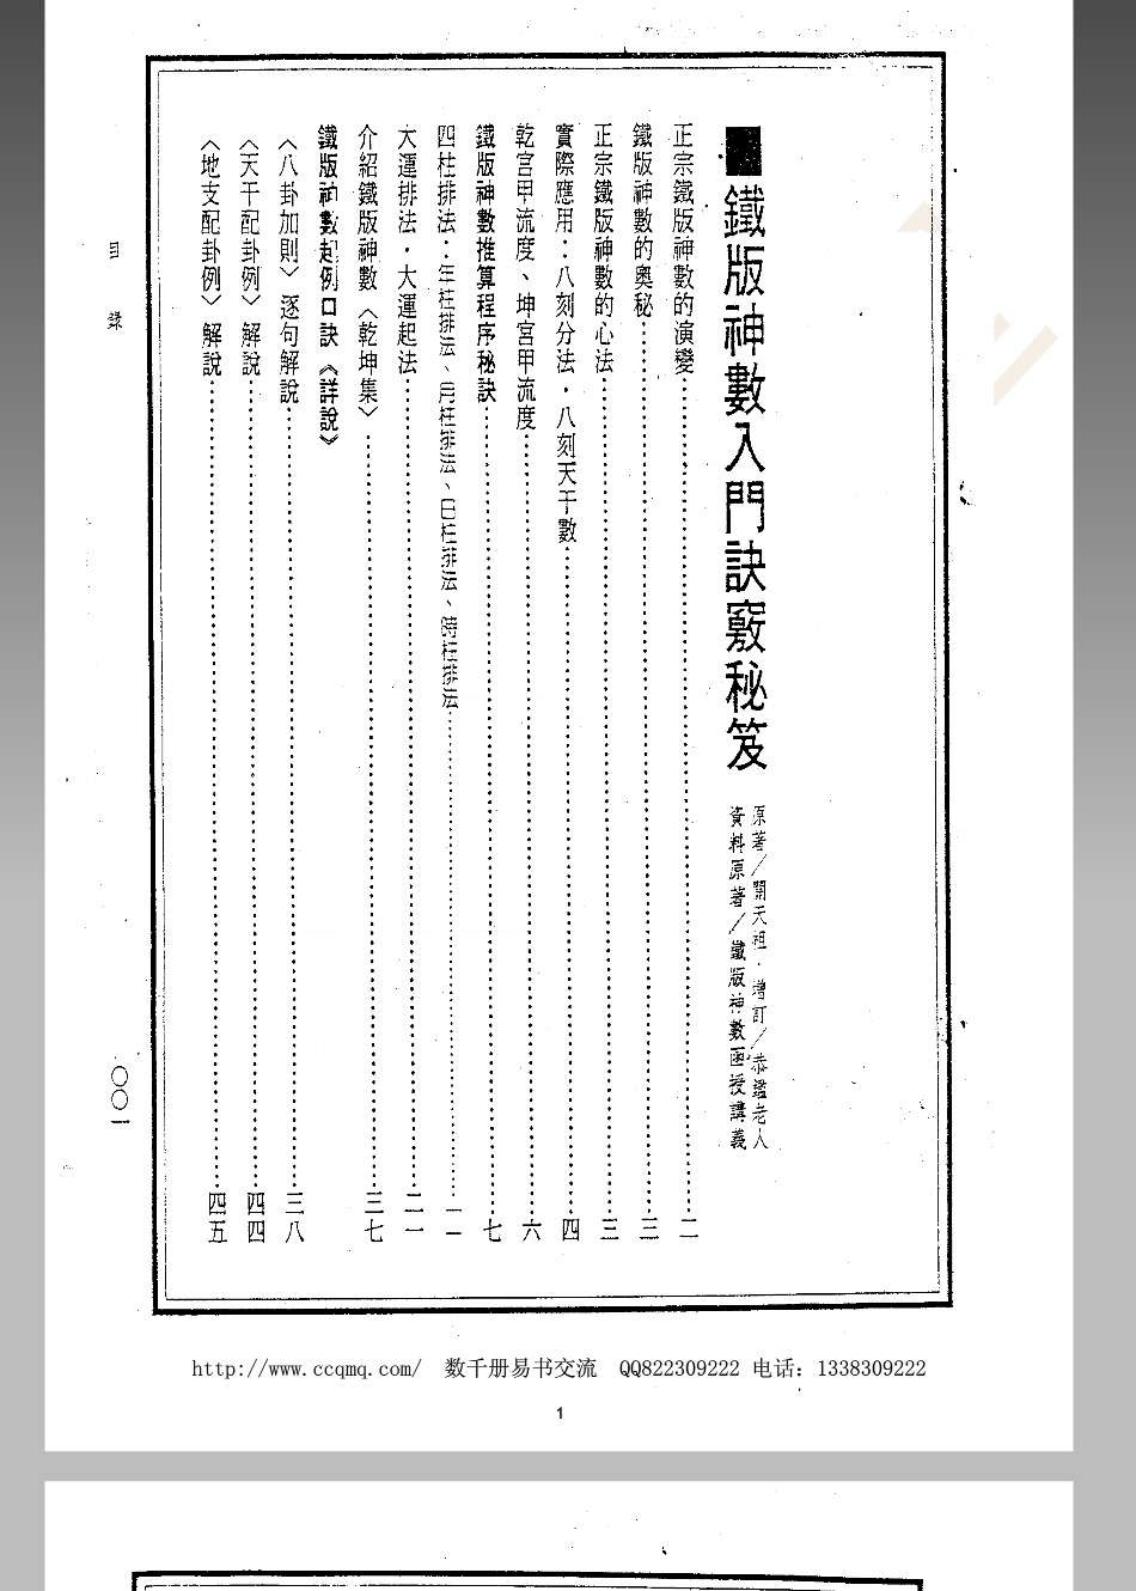 鐵版神數入門訣竅秘笈
原著/開天祖・增訂/恭鑑老人
資料原著/鐵版神數函授講義
正宗鐵版神數的演變……二
鐵版神數的奧秘……三
正宗鐵版神數的心法……三
實際應用：八刻分法・八刻天干數……四
乾宮甲流度、坤宮甲流度……六
鐵版神數推算程序秘訣……七
四柱排法：年柱排法、月柱排法、日柱排法、時柱排法……一一
大運排法・大運起法……二一
介紹鐵版神數〈乾坤集〉……三七
鐵版神數起例口訣《詳說》
〈八卦加則〉逐句解說……三八
〈天干配卦例〉解說……四四
〈地支配卦例〉解說……四五
目 錄
〇〇一
http://www.ccqmq.com/ 数千册易书交流 QQ822309222 电话：1338309222
1